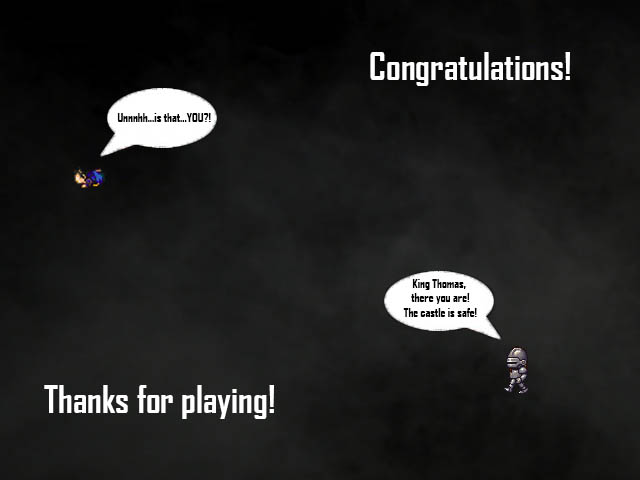 Congratulations!
Unnnhh...is that...YOU?!
King Thomas,
there you are!
The castle is safe!
Thanks for playing!